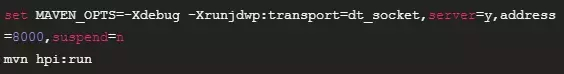 set MAVEN_OPTS=-Xdebug -Xrunjdwp:transport=dt_socket,server=y,address
=8000,suspend=n
mvn hpi:run